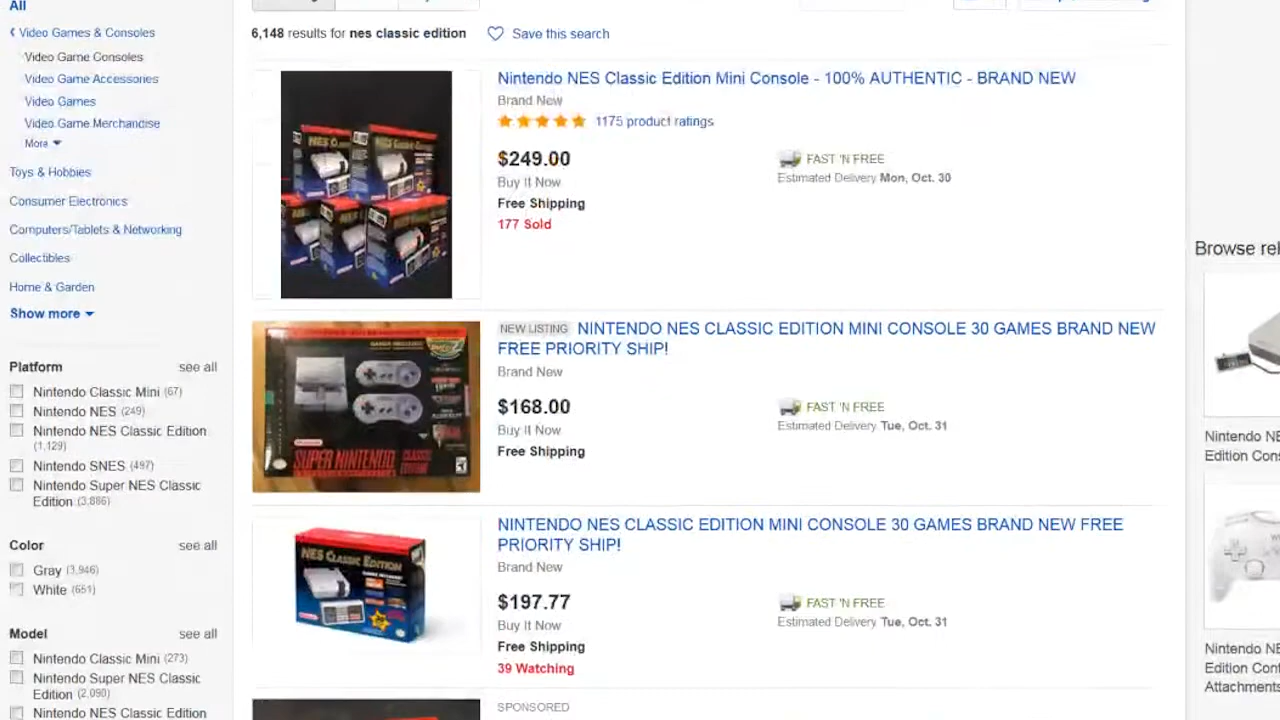 All
Video Games & Consoles
Video Game Consoles
Video Game Accessories
Video Games
Video Game Merchandise
More
Toys & Hobbies
Consumer Electronics
Computers/Tablets & Networking
Collectibles
Home & Garden
Show more
Platform see all
Nintendo Classic Mini (67)
Nintendo NES (249)
Nintendo NES Classic Edition
(1,129)
Nintendo SNES (497)
Nintendo Super NES Classic
Edition (3,886)
Color see all
Gray (3,946)
White (651)
Model see all
Nintendo Classic Mini (273)
Nintendo Super NES Classic
Edition (2,090)
Nintendo NES Classic Edition
6,148 results for nes classic edition
Save this search
Nintendo NES Classic Edition Mini Console - 100% AUTHENTIC - BRAND NEW
Brand New
1175 product ratings
$249.00
Buy It Now
Free Shipping
177 Sold
FAST 'N FREE
Estimated Delivery Mon, Oct. 30
NEW LISTING NINTENDO NES CLASSIC EDITION MINI CONSOLE 30 GAMES BRAND NEW
FREE PRIORITY SHIP!
Brand New
$168.00
Buy It Now
Free Shipping
FAST 'N FREE
Estimated Delivery Tue, Oct. 31
SUPER NINTENDO CLASSIC EDITION
NINTENDO NES CLASSIC EDITION MINI CONSOLE 30 GAMES BRAND NEW FREE
PRIORITY SHIP!
Brand New
$197.77
Buy It Now
Free Shipping
39 Watching
FAST 'N FREE
Estimated Delivery Tue, Oct. 31
NES CLASSIC EDITION
SPONSORED
Browse rel
Nintendo NE
Edition Cons
Nintendo NE
Edition Cont
Attachments